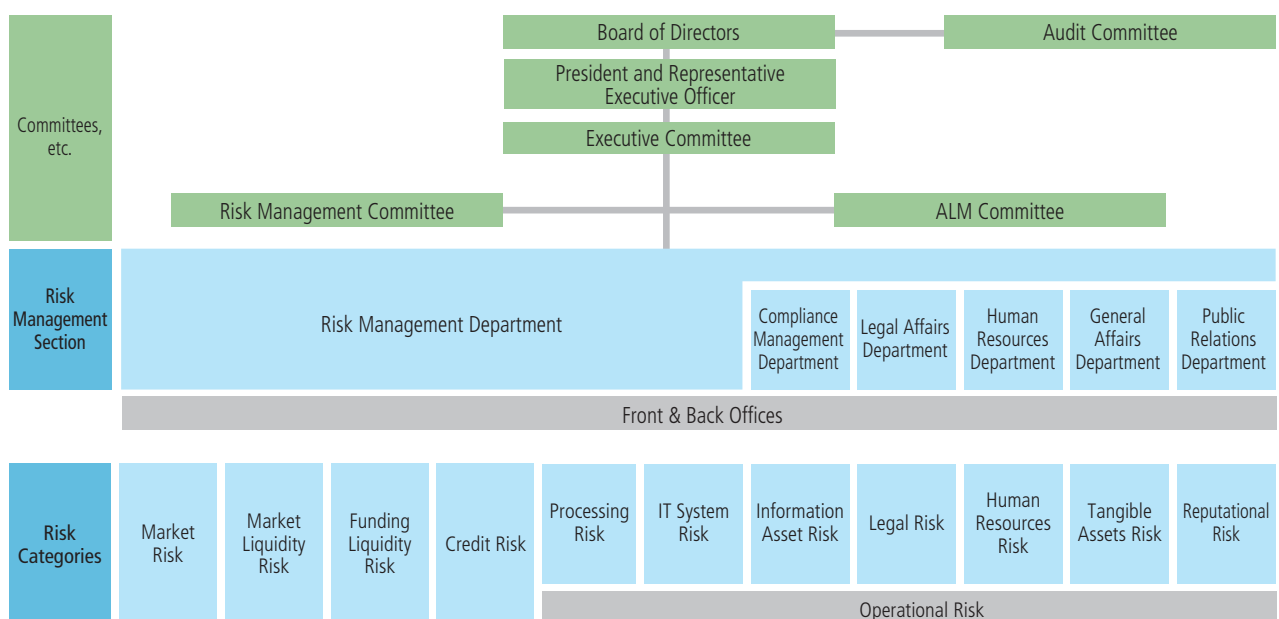 Committees,
etc.
Board of Directors
Audit Committee
President and Representative
Executive Officer
Executive Committee
Risk Management Committee
ALM Committee
Risk
Management
Section
Risk Management Department
Compliance
Management
Department
Legal Affairs
Department
Human
Resources
Department
General
Affairs
Department
Public
Relations
Department
Front & Back Offices
Risk
Categories
Market
Risk
Market
Liquidity
Risk
Funding
Liquidity
Risk
Credit Risk
Processing
Risk
IT System
Risk
Information
Asset Risk
Legal Risk
Human
Resources
Risk
Tangible
Assets Risk
Reputational
Risk
Operational Risk